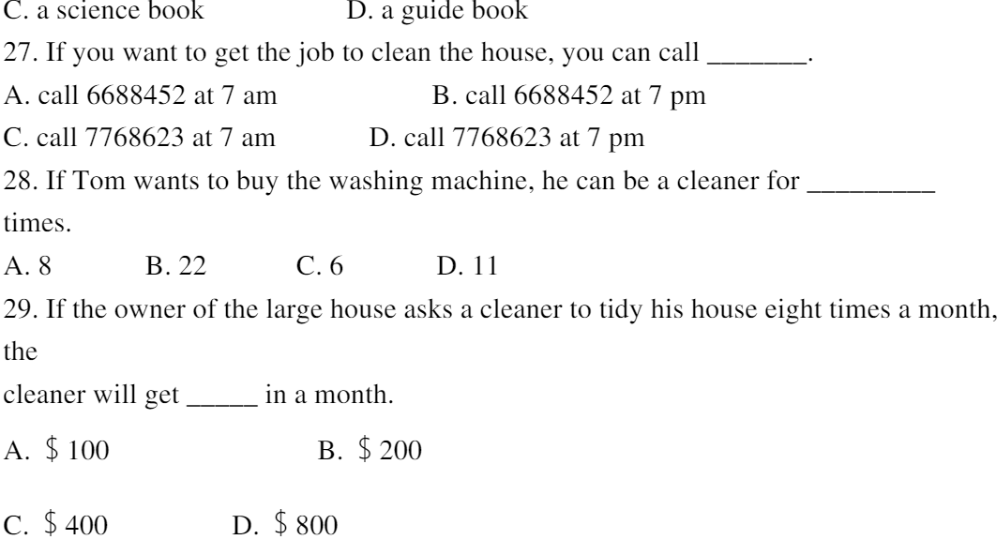 C. a science book D. a guide book
27. If you want to get the job to clean the house, you can call _______.
A. call 6688452 at 7 am B. call 6688452 at 7 pm
C. call 7768623 at 7 am D. call 7768623 at 7 pm
28. If Tom wants to buy the washing machine, he can be a cleaner for _________
times.
A. 8 B. 22 C. 6 D. 11
29. If the owner of the large house asks a cleaner to tidy his house eight times a month,
the
cleaner will get _____ in a month.
A. $ 100 B. $ 200
C. $ 400 D. $ 800